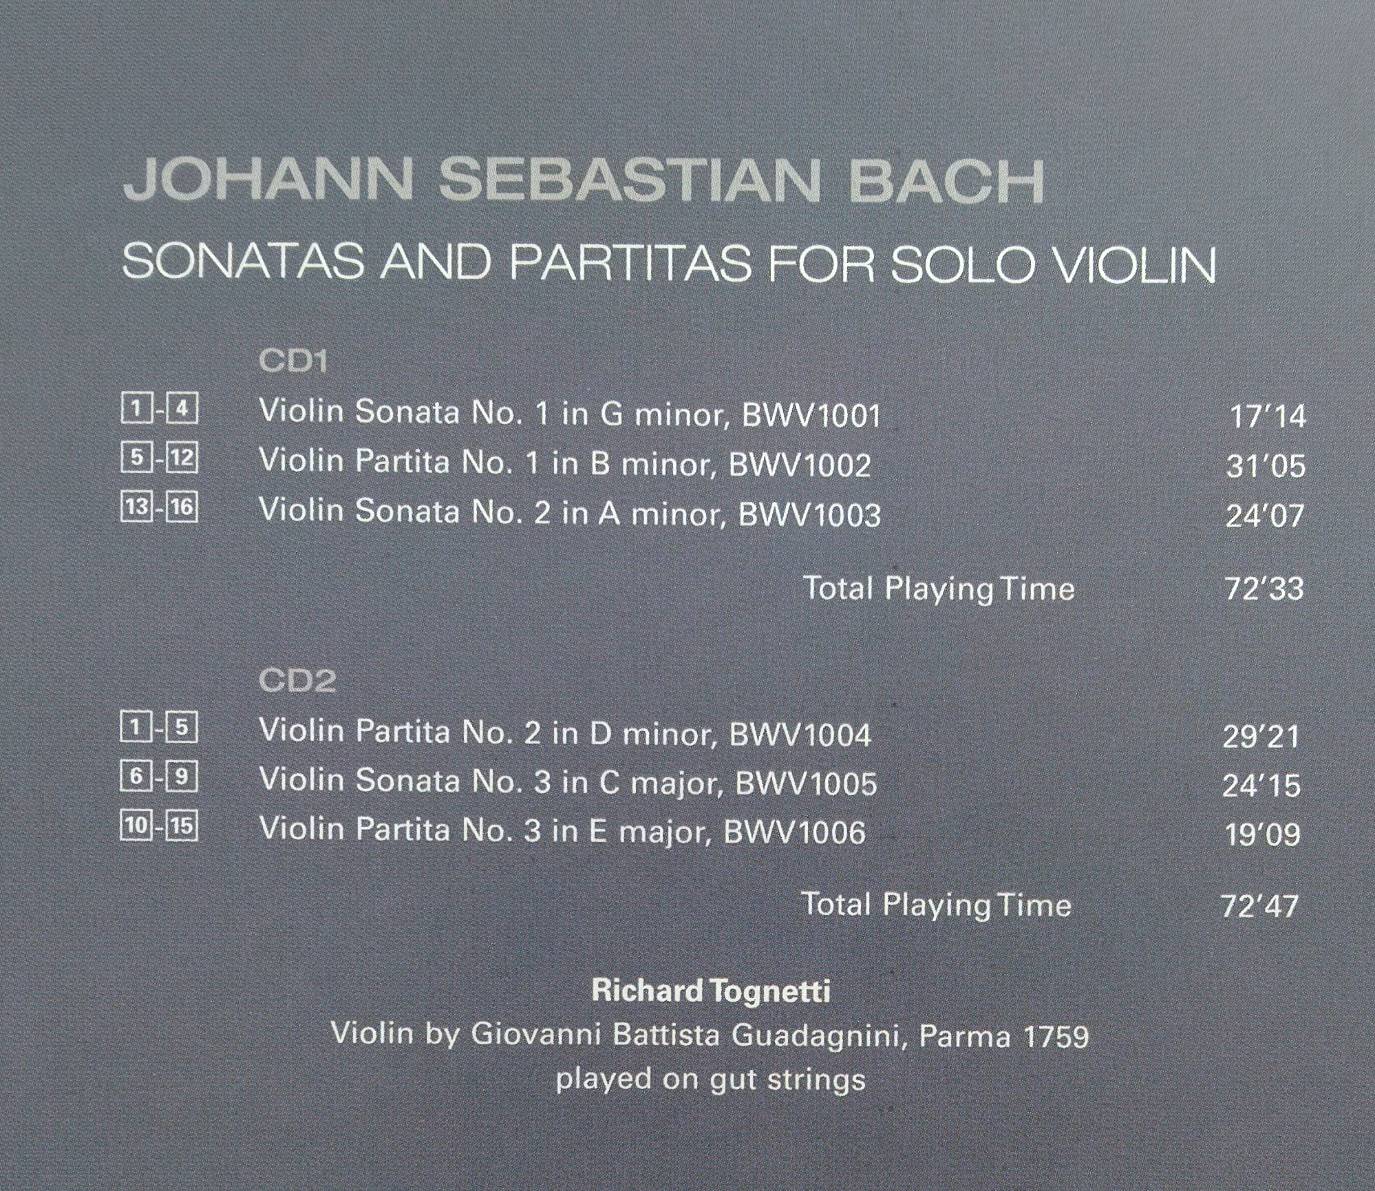 JOHANN SEBASTIAN BACH
SONATAS AND PARTITAS FOR SOLO VIOLIN
CD1
1-4 Violin Sonata No. 1 in G minor, BWV1001 17'14
5-12 Violin Partita No. 1 in B minor, BWV1002 31'05
13-16 Violin Sonata No. 2 in A minor, BWV1003 24'07
Total Playing Time 72'33
CD2
1-5 Violin Partita No. 2 in D minor, BWV1004 29'21
6-9 Violin Sonata No. 3 in C major, BWV1005 24'15
10-15 Violin Partita No. 3 in E major, BWV1006 19'09
Total Playing Time 72'47
Richard Tognetti
Violin by Giovanni Battista Guadagnini, Parma 1759
played on gut strings